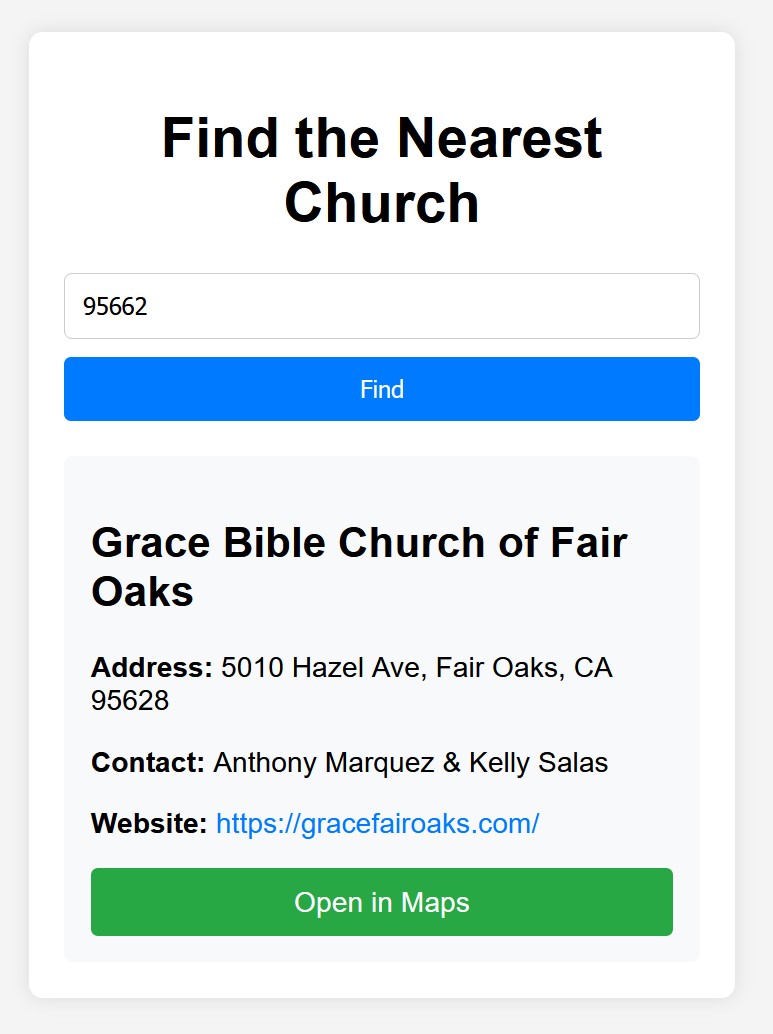 Find the Nearest
Church
95662
Find
Grace Bible Church of Fair
Oaks
Address: 5010 Hazel Ave, Fair Oaks, CA
95628
Contact: Anthony Marquez & Kelly Salas
Website: https://gracefairoaks.com/
Open in Maps